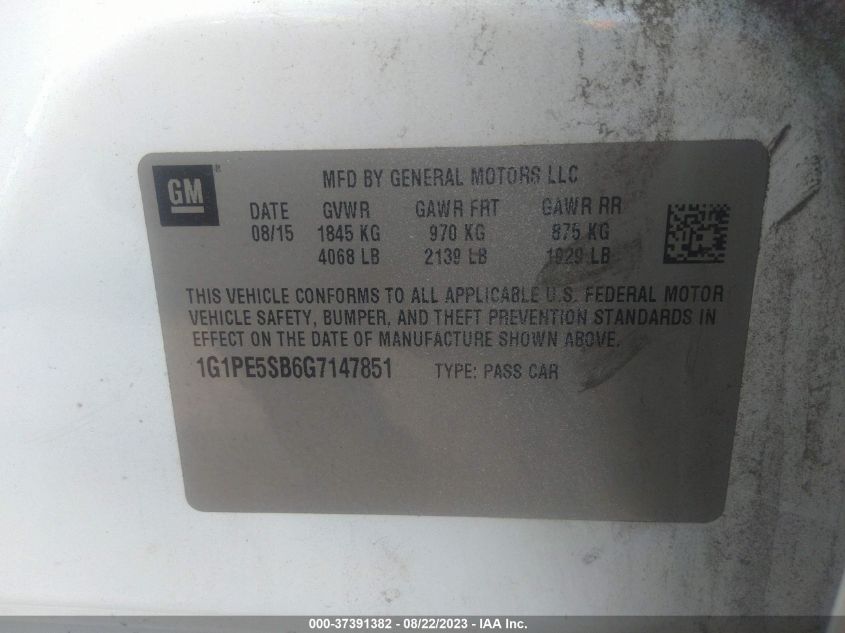 GM ®
MFD BY GENERAL MOTORS LLC
DATE GVWR GAWR FRT GAWR RR
08/15 1845 KG 970 KG 875 KG
4068 LB 2139 LB 1929 LB
THIS VEHICLE CONFORMS TO ALL APPLICABLE U.S. FEDERAL MOTOR
VEHICLE SAFETY, BUMPER, AND THEFT PREVENTION STANDARDS IN
EFFECT ON THE DATE OF MANUFACTURE SHOWN ABOVE.
1G1PE5SB6G7147851 TYPE: PASS CAR
000-37391382 - 08/22/2023 - IAA Inc.